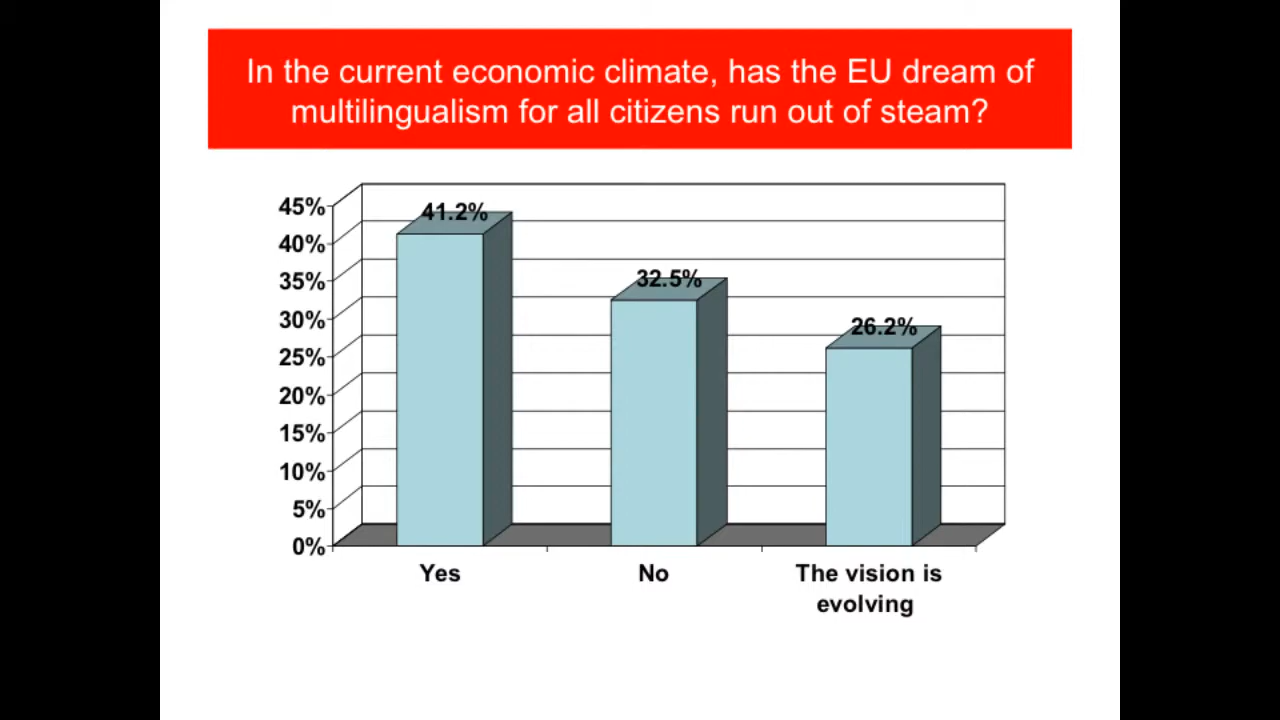 In the current economic climate, has the EU dream of
multilingualism for all citizens run out of steam?
45%
40%
35%
30%
25%
20%
15%
10%
5%
0%
41.2%
32.5%
26.2%
Yes
No
The vision is
evolving